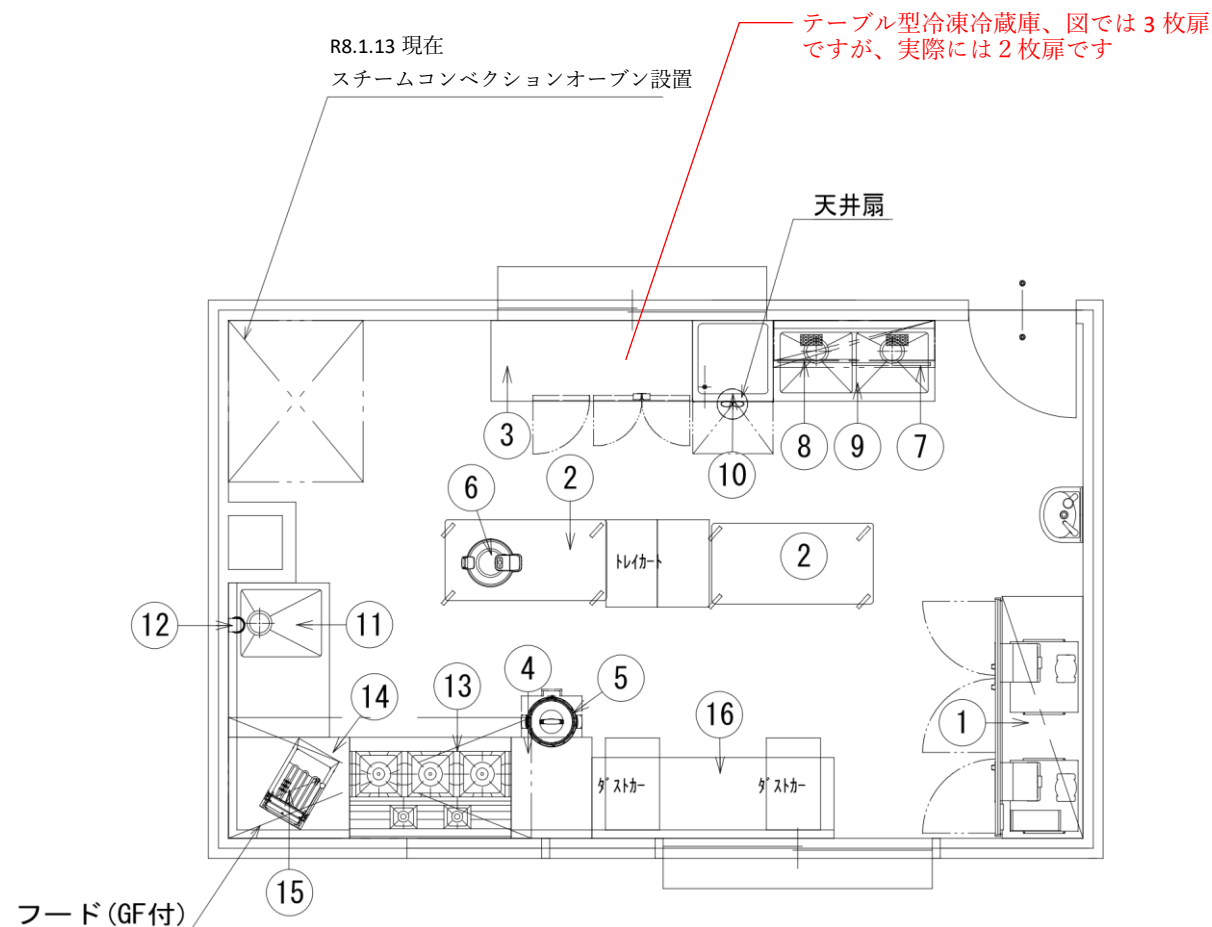 テーブル型冷凍冷蔵庫、図では 3 枚扉
ですが、実際には２枚扉です
R8.1.13 現在
スチームコンベクションオーブン設置
天井扇
3
8
9
7
10
6
2
トレイカート
2
12
11
14
13
4
5
16
1
ダストカー
ダストカー
15
フード(GF付)